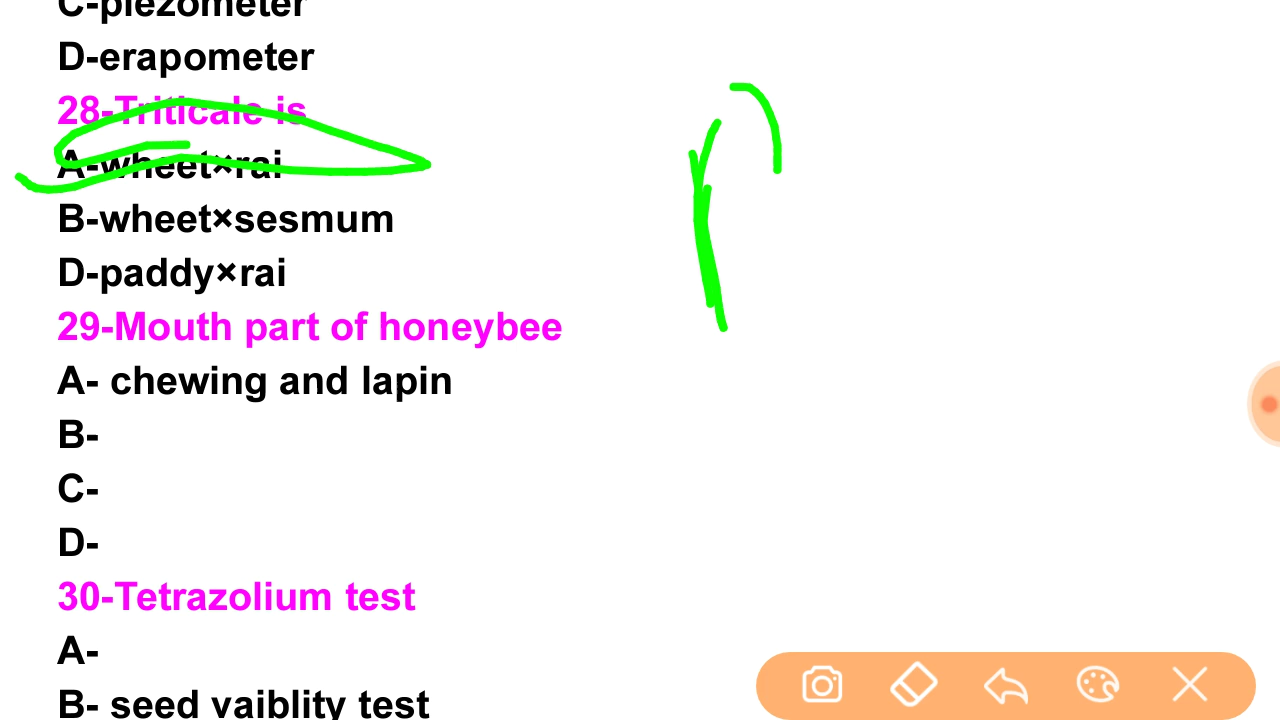 C-piezometer
D-erapometer
28-Triticale is
A-wheet×rai
B-wheet×sesmum
D-paddy×rai
29-Mouth part of honeybee
A- chewing and lapin
B-
C-
D-
30-Tetrazolium test
A-
B- seed vaiblity test